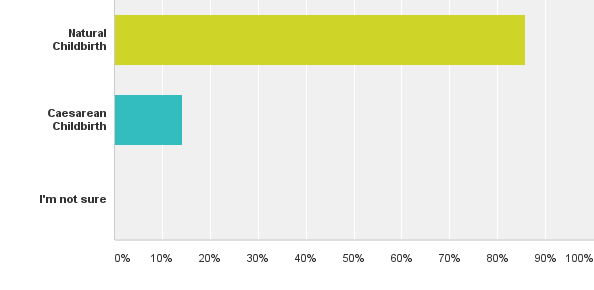 Natural
Childbirth
Caesarean
Childbirth
I'm not sure
0% 10% 20% 30% 40% 50% 60% 70% 80% 90% 100%